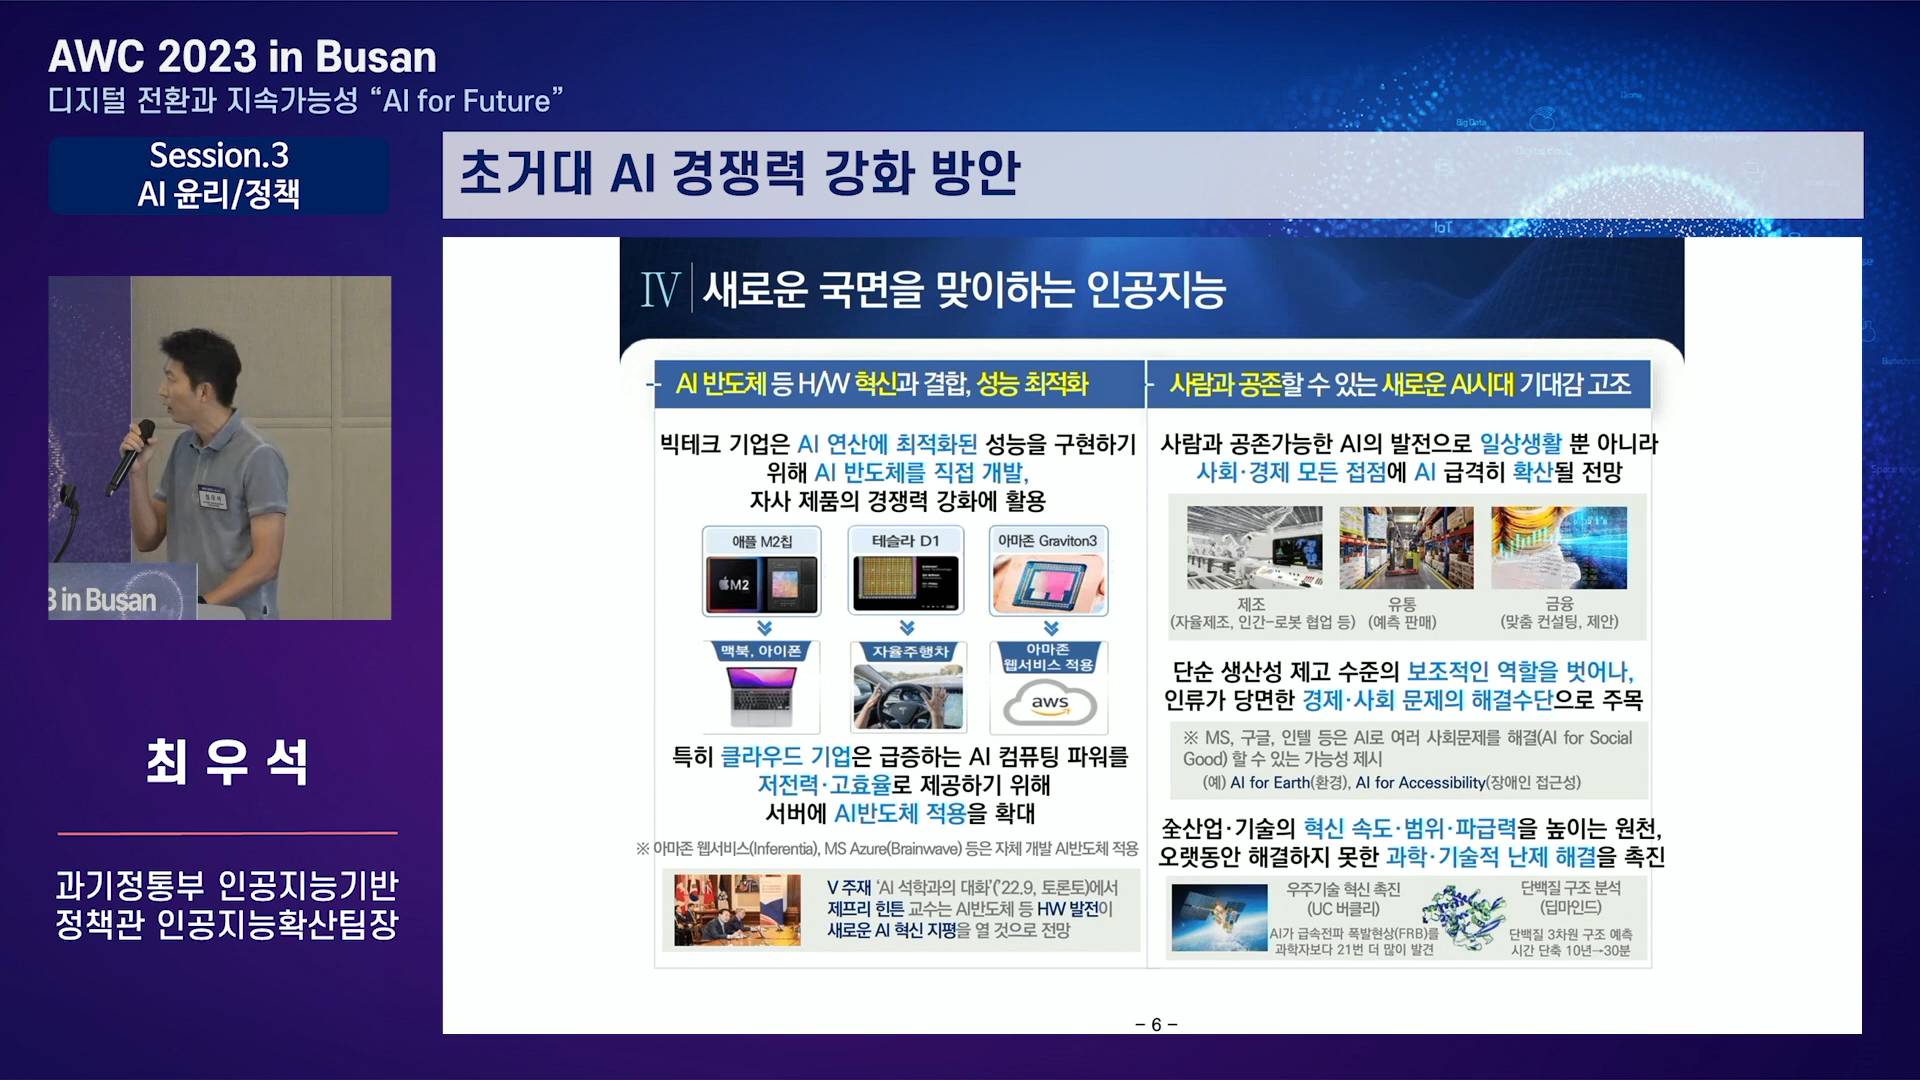 AWC 2023 in Busan
디지털 전환과 지속가능성 “AI for Future”
Session.3
AI 윤리/정책
초거대 AI 경쟁력 강화 방안
3 in Busan
최우석
과기정통부 인공지능기반
정책관 인공지능확산팀장
Big Data
IoT
Ⅳ 새로운 국면을 맞이하는 인공지능
AI 반도체 등 H/W 혁신과 결합, 성능 최적화
빅테크 기업은 AI 연산에 최적화된 성능을 구현하기
위해 AI 반도체를 직접 개발,
자사 제품의 경쟁력 강화에 활용
애플 M2칩
테슬라 D1
아마존 Graviton3
M2
맥북, 아이폰
자율주행차
아마존
웹서비스 적용
aws
특히 클라우드 기업은 급증하는 AI 컴퓨팅 파워를
저전력·고효율로 제공하기 위해
서버에 AI반도체 적용을 확대
※ 아마존 웹서비스(Inferentia), MS Azure(Brainwave) 등은 자체 개발 AI반도체 적용
V 주재 ‘AI 석학과의 대화’(’22.9, 토론토)에서
제프리 힌튼 교수는 AI반도체 등 HW 발전이
새로운 AI 혁신 지평을 열 것으로 전망
사람과 공존할 수 있는 새로운 AI시대 기대감 고조
사람과 공존가능한 AI의 발전으로 일상생활 뿐 아니라
사회·경제 모든 접점에 AI 급격히 확산될 전망
제조
(자율제조, 인간-로봇 협업 등)
유통
(예측 판매)
금융
(맞춤 컨설팅, 제안)
단순 생산성 제고 수준의 보조적인 역할을 벗어나,
인류가 당면한 경제·사회 문제의 해결수단으로 주목
※ MS, 구글, 인텔 등은 AI로 여러 사회문제를 해결(AI for Social
Good) 할 수 있는 가능성 제시
(예) AI for Earth(환경), AI for Accessibility(장애인 접근성)
全산업·기술의 혁신 속도·범위·파급력을 높이는 원천,
오랫동안 해결하지 못한 과학·기술적 난제 해결을 촉진
우주기술 혁신 촉진
(UC 버클리)
AI가 급속전파 폭발현상(FRB)를
과학자보다 21번 더 많이 발견
단백질 구조 분석
(딥마인드)
단백질 3차원 구조 예측
시간 단축 10년→30분
– 6 –